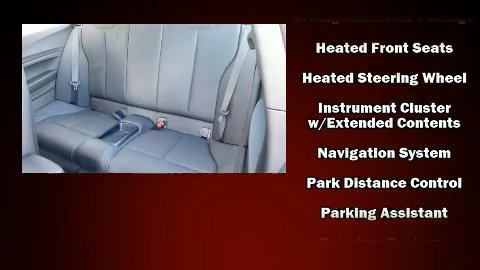 Heated Front Seats
Heated Steering Wheel
Instrument Cluster
w/Extended Contents
Navigation System
Park Distance Control
Parking Assistant